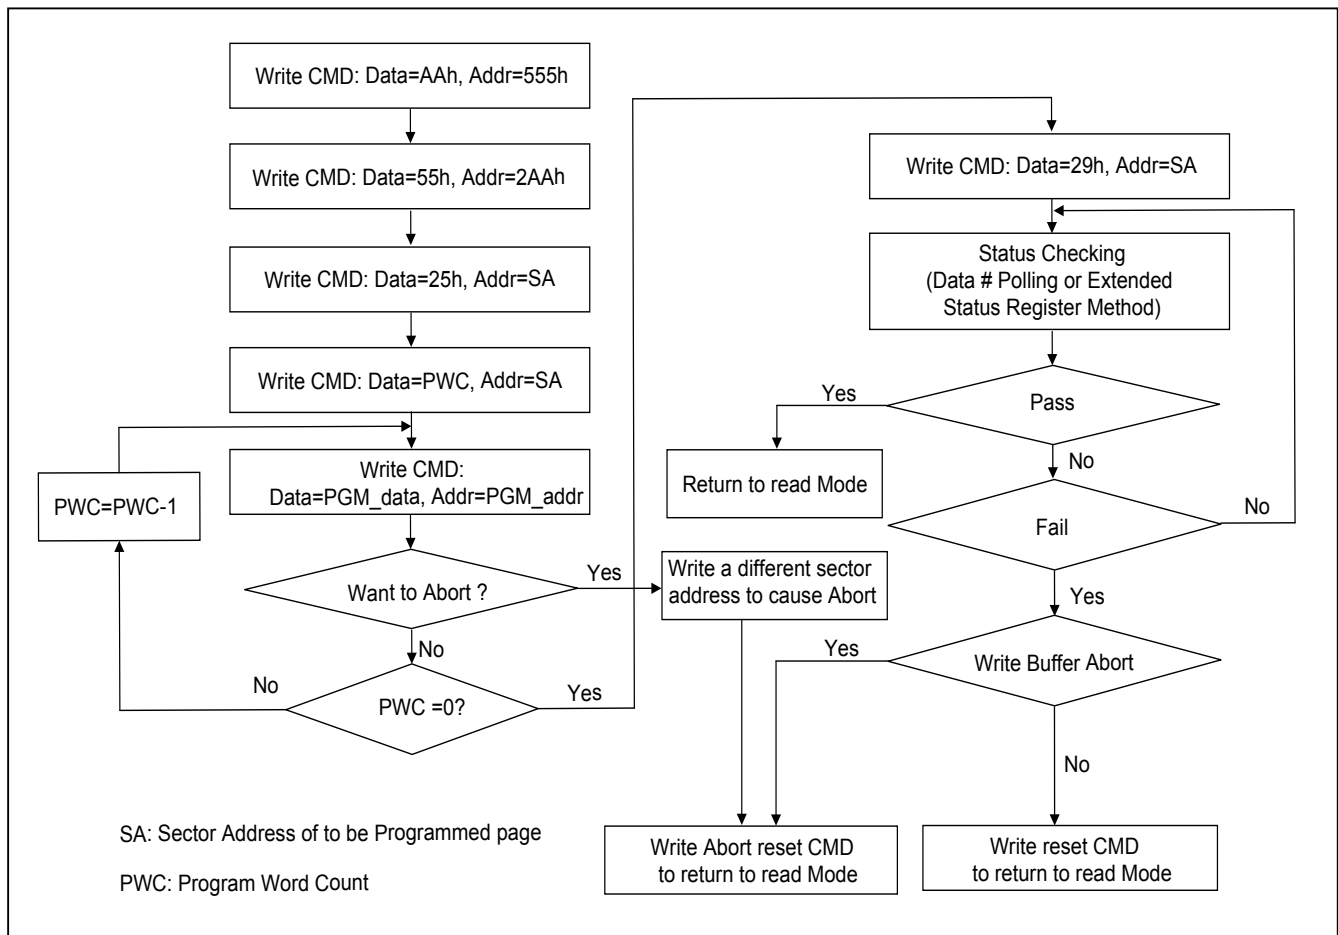 Write CMD: Data=AAh, Addr=555h
Write CMD: Data=55h, Addr=2AAh
Write CMD: Data=25h, Addr=SA
Write CMD: Data=PWC, Addr=SA
Write CMD:
Data=PGM_data, Addr=PGM_addr
PWC=PWC-1
Want to Abort ?
Yes
No
PWC =0?
No
Yes
Write a different sector
address to cause Abort
Write CMD: Data=29h, Addr=SA
Status Checking
(Data # Polling or Extended
Status Register Method)
Pass
Yes
No
Return to read Mode
Fail
No
Yes
Write Buffer Abort
Yes
No
Write Abort reset CMD
to return to read Mode
Write reset CMD
to return to read Mode
SA: Sector Address of to be Programmed page
PWC: Program Word Count